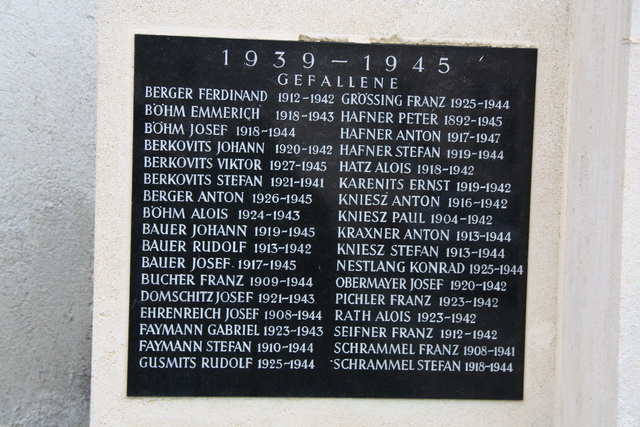 1939-1945
GEFALLENE
BERGER FERDINAND 1912-1942
BÖHM EMMERICH 1918-1943
BÖHM JOSEF 1918-1944
BERKOVITS JOHANN 1920-1942
BERKOVITS VIKTOR 1927-1945
BERKOVITS STEFAN 1921-1941
BERGER ANTON 1926-1945
BÖHM ALOIS 1924-1943
BAUER JOHANN 1919-1945
BAUER RUDOLF 1913-1942
BAUER JOSEF 1917-1945
BUCHER FRANZ 1909-1944
DOMSCHITZ JOSEF 1921-1943
EHRENREICH JOSEF 1908-1944
FAYMANN GABRIEL 1923-1943
FAYMANN STEFAN 1910-1944
GUSMITS RUDOLF 1925-1944
GRÖSSING FRANZ 1925-1944
HAFNER PETER 1892-1945
HAFNER ANTON 1917-1947
HAFNER STEFAN 1919-1944
HATZ ALOIS 1918-1942
KARENITS ERNST 1919-1942
KNIESZ ANTON 1916-1942
KNIESZ PAUL 1904-1942
KRAXNER ANTON 1913-1944
KNIESZ STEFAN 1913-1944
NESTLANG KONRAD 1925-1944
OBERMAYER JOSEF 1920-1942
PICHLER FRANZ 1923-1942
RATH ALOIS 1923-1942
SEIFNER FRANZ 1912-1942
SCHRAMMEL FRANZ 1908-1941
SCHRAMMEL STEFAN 1918-1944